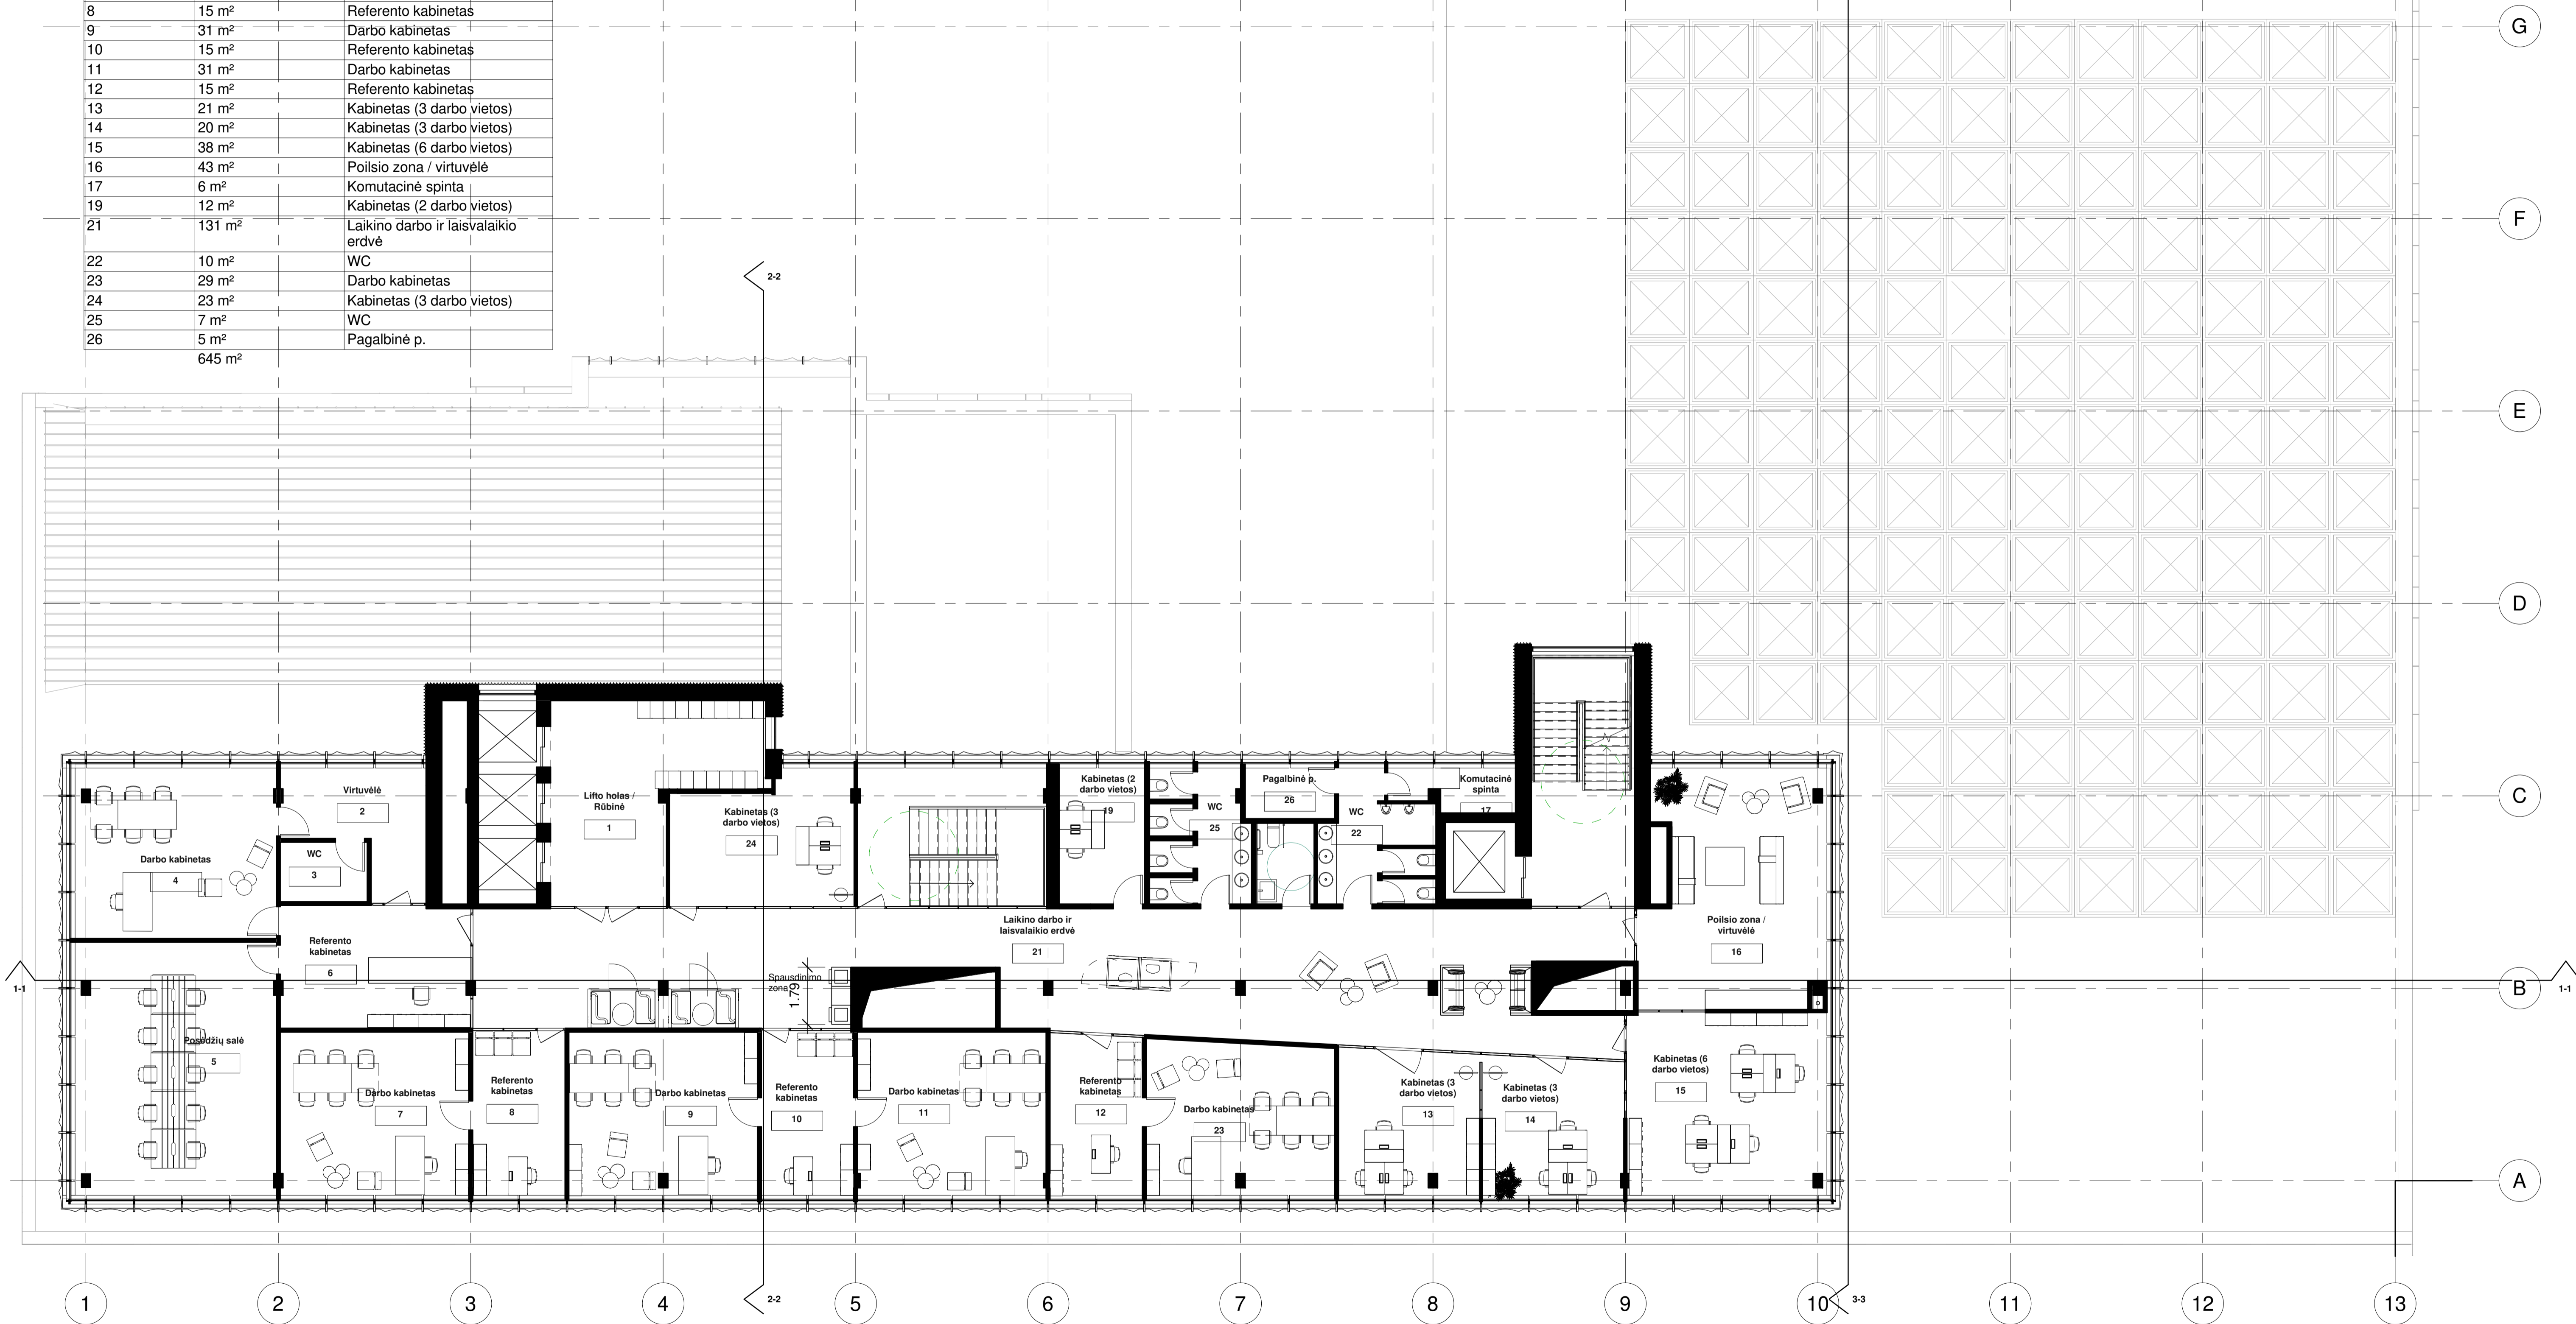 8 15 m² Referento kabinetas
9 31 m² Darbo kabinetas
10 15 m² Referento kabinetas
11 31 m² Darbo kabinetas
12 15 m² Referento kabinetas
13 21 m² Kabinetas (3 darbo vietos)
14 20 m² Kabinetas (3 darbo vietos)
15 38 m² Kabinetas (6 darbo vietos)
16 43 m² Poilsio zona / virtuvėlė
17 6 m² Komutacinė spinta
19 12 m² Kabinetas (2 darbo vietos)
21 131 m² Laikino darbo ir laisvalaikio
erdvė
22 10 m² WC
23 29 m² Darbo kabinetas
24 23 m² Kabinetas (3 darbo vietos)
25 7 m² WC
26 5 m² Pagalbinė p.
645 m²
G
F
E
D
C
B
A
2-2
Darbo kabinetas
4
Virtuvėlė
2
WC
3
Lifto holas /
Rūbinė
1
Kabinetas (3
darbo vietos)
24
Kabinetas (2
darbo vietos)
19
WC
25
Pagalbinė p.
26
WC
22
Komutacinė
spinta
17
Referento
kabinetas
6
Laikino darbo ir
laisvalaikio erdvė
21
Poilsio zona /
virtuvėlė
16
1-1
Spausdinimo
zona
1.79
1-1
Posėdžių salė
5
Darbo kabinetas
7
Referento
kabinetas
8
Darbo kabinetas
9
Referento
kabinetas
10
Darbo kabinetas
11
Referento
kabinetas
12
Darbo kabinetas
23
Kabinetas (3
darbo vietos)
13
Kabinetas (3
darbo vietos)
14
Kabinetas (6
darbo vietos)
15
2-2
3-3
1 2 3 4 5 6 7 8 9 10 11 12 13